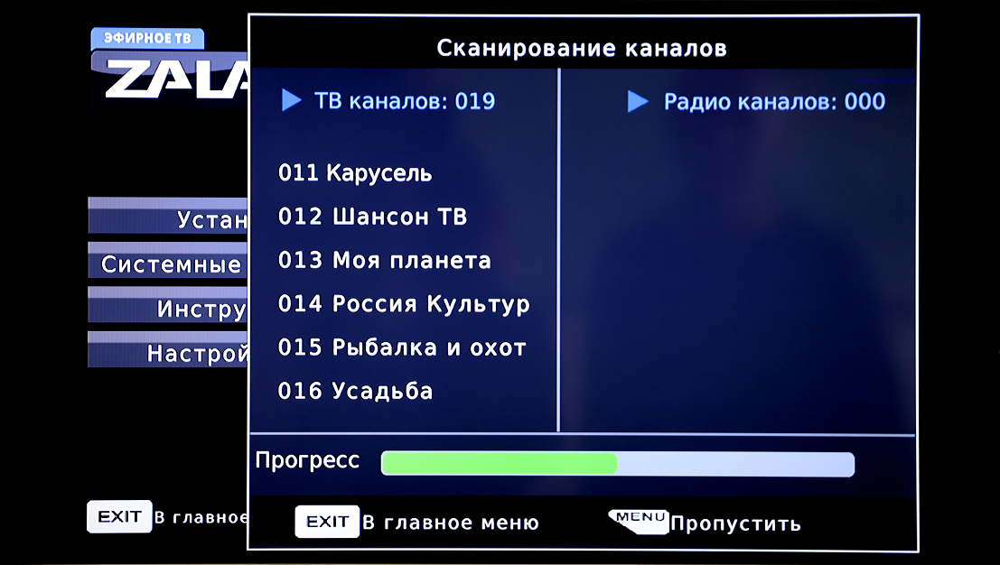 ЭФИРНОЕ ТВ
ZALA
Устан
Системные
Инстру
Настрой
EXIT В главное
Сканирование каналов
ТВ каналов: 019
Радио каналов: 000
011 Карусель
012 Шансон ТВ
013 Моя планета
014 Россия Культур
015 Рыбалка и охот
016 Усадьба
Прогресс
EXIT В главное меню
MENU Пропустить